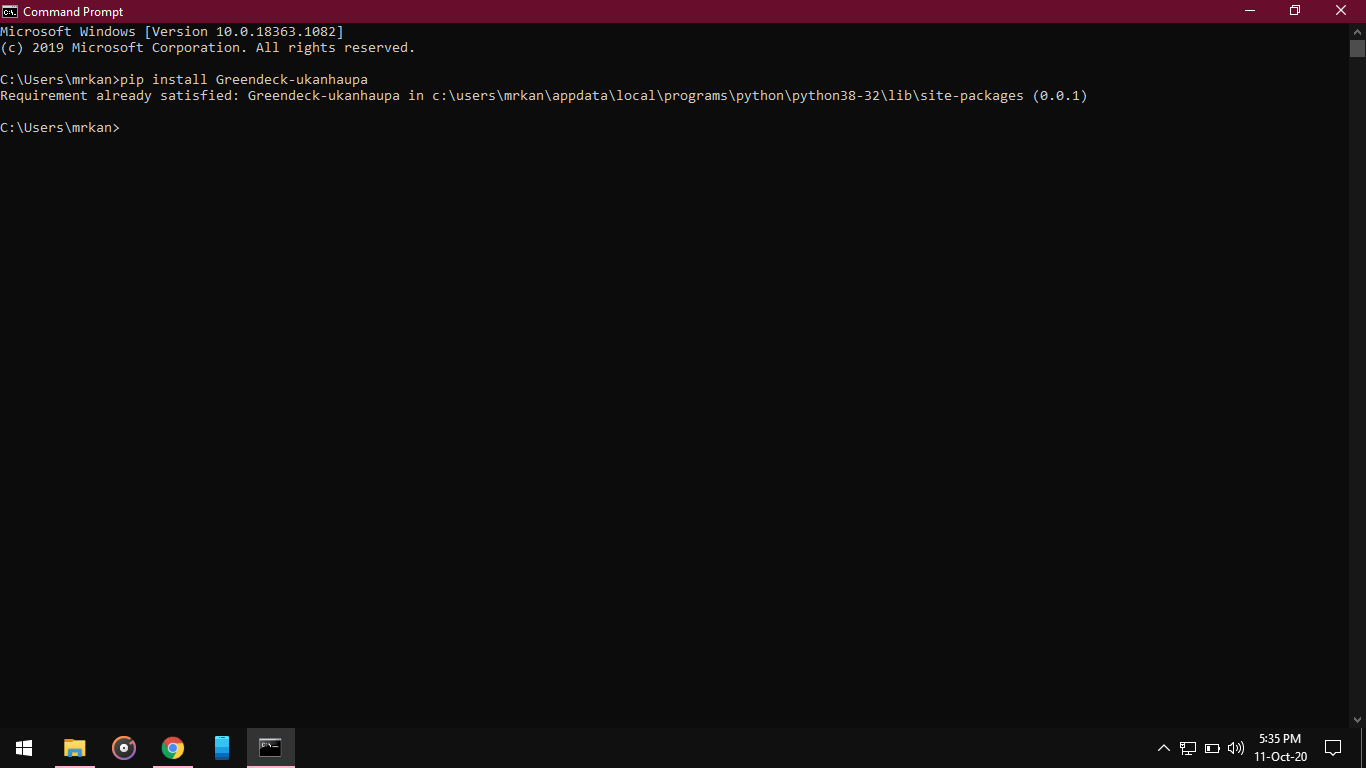 Command Prompt
Microsoft Windows [Version 10.0.18363.1082]
(c) 2019 Microsoft Corporation. All rights reserved.
C:\Users\mrkan>pip install Greendeck-ukanhaupa
Requirement already satisfied: Greendeck-ukanhaupa in c:\users\mrkan\appdata\local\programs\python\python38-32\lib\site-packages (0.0.1)
C:\Users\mrkan>
5:35 PM
11-Oct-20